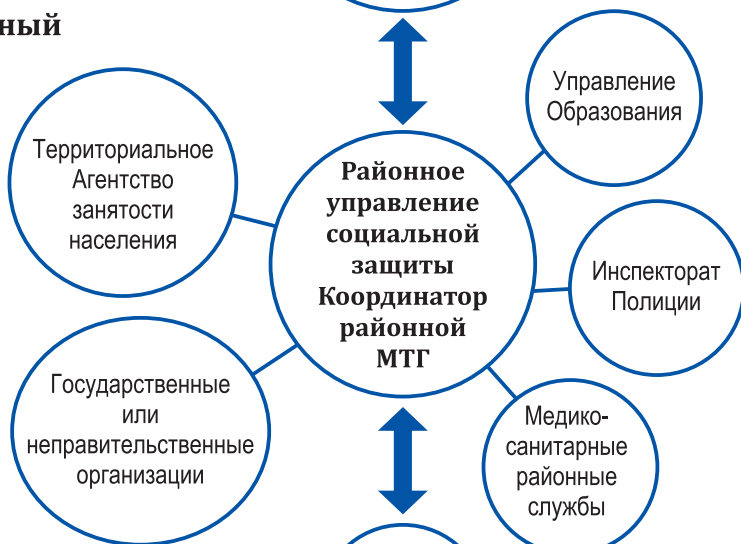 Территориальное
Агентство
занятости
населения
Государственные
или
неправительственные
организации
Районное
управление
социальной
защиты
Координатор
районной
МТГ
Управление
Образования
Инспекторат
Полиции
Медико-
санитарные
районные
службы